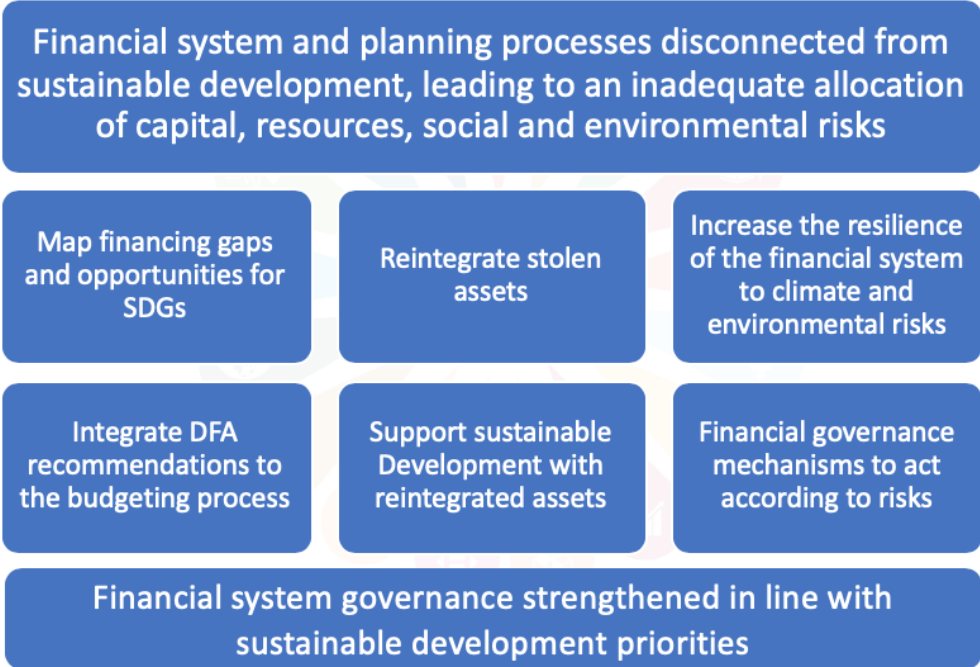 Financial system and planning processes disconnected from
sustainable development, leading to an inadequate allocation
of capital, resources, social and environmental risks
Map financing gaps
and opportunities for
SDGs
Reintegrate stolen
assets
Increase the resilience
of the financial system
to climate and
environmental risks
Integrate DFA
recommendations to
the budgeting process
Support sustainable
Development with
reintegrated assets
Financial governance
mechanisms to act
according to risks
Financial system governance strengthened in line with
sustainable development priorities